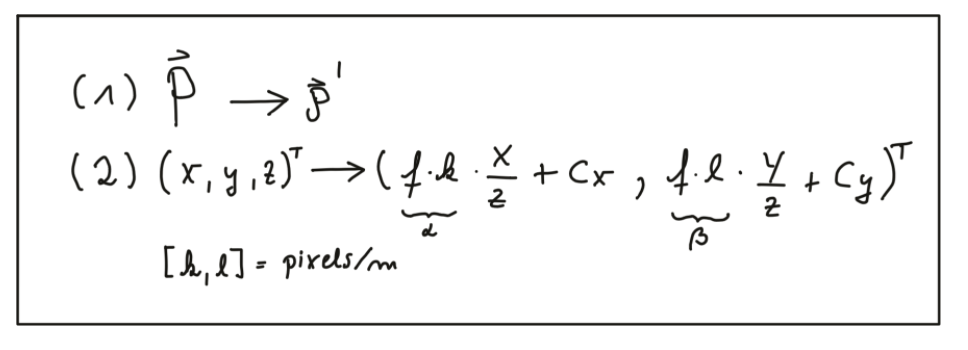 (1) P⃗ → p⃗'
(2) (x, y, z)ᵀ → (f·k · x/z + Cx , f·l · y/z + Cy)ᵀ
α β
[k, l] = pixels/m